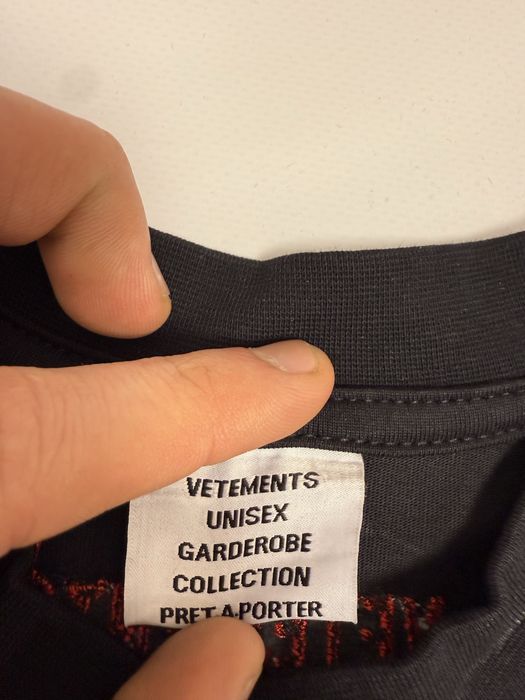 VETEMENTS
UNISEX
GARDEROBE
COLLECTION
PRET-A-PORTER